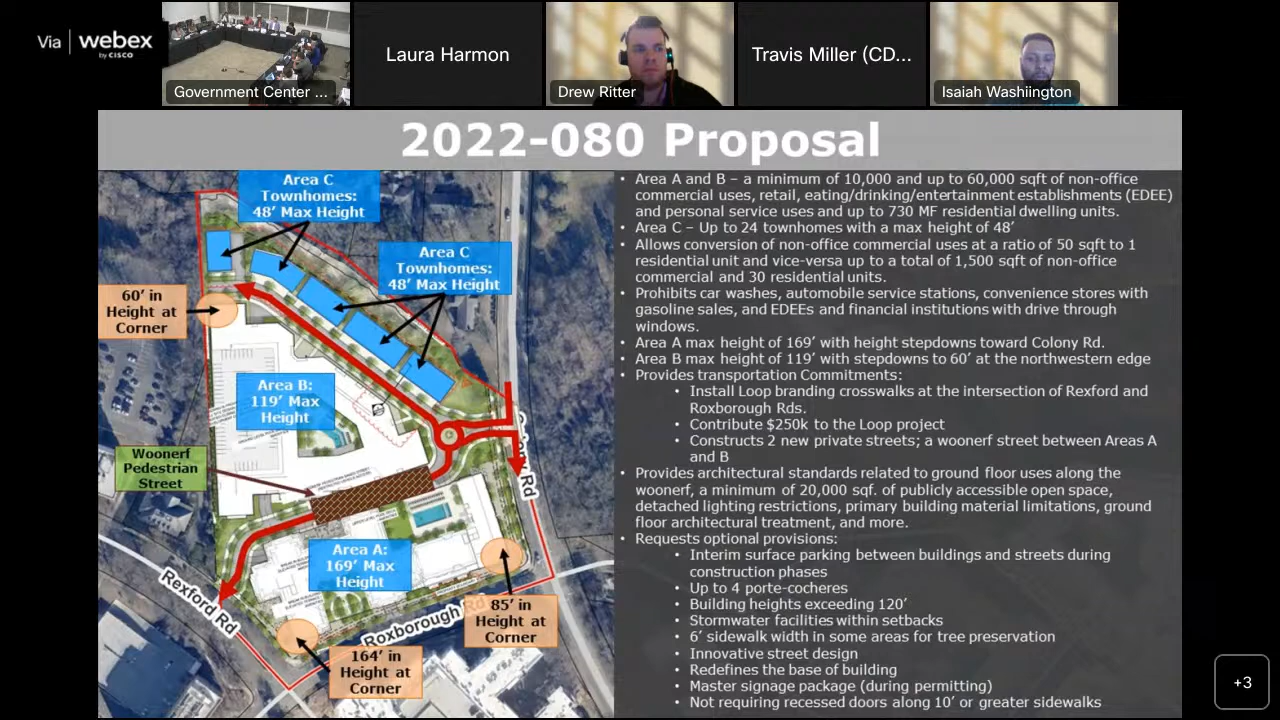 Via | webex
by CISCO
Government Center ...
Laura Harmon
Drew Ritter
Travis Miller (CD...
Isaiah Washiington
2022-080 Proposal
Area C
Townhomes:
48’ Max Height
Area C
Townhomes:
48’ Max Height
60’ in
Height at
Corner
Area B:
119’ Max
Height
Woonerf
Pedestrian
Street
Area A:
169’ Max
Height
Rexford Rd
Roxborough Rd
Rd
85’ in
Height at
Corner
164’ in
Height at
Corner
• Area A and B – a minimum of 10,000 and up to 60,000 sqft of non-office
commercial uses, retail, eating/drinking/entertainment establishments (EDEE)
and personal service uses and up to 730 MF residential dwelling units.
• Area C – Up to 24 townhomes with a max height of 48’
• Allows conversion of non-office commercial uses at a ratio of 50 sqft to 1
residential unit and vice-versa up to a total of 1,500 sqft of non-office
commercial and 30 residential units.
• Prohibits car washes, automobile service stations, convenience stores with
gasoline sales, and EDEEs and financial institutions with drive through
windows.
• Area A max height of 169’ with height stepdowns toward Colony Rd.
• Area B max height of 119’ with stepdowns to 60’ at the northwestern edge
• Provides transportation Commitments:
• Install Loop branding crosswalks at the intersection of Rexford and
Roxborough Rds.
• Contribute $250k to the Loop project
• Constructs 2 new private streets; a woonerf street between Areas A
and B
• Provides architectural standards related to ground floor uses along the
woonerf, a minimum of 20,000 sqf. of publicly accessible open space,
detached lighting restrictions, primary building material limitations, ground
floor architectural treatment, and more.
• Requests optional provisions:
• Interim surface parking between buildings and streets during
construction phases
• Up to 4 porte-cocheres
• Building heights exceeding 120’
• Stormwater facilities within setbacks
• 6’ sidewalk width in some areas for tree preservation
• Innovative street design
• Redefines the base of building
• Master signage package (during permitting)
• Not requiring recessed doors along 10’ or greater sidewalks
+3